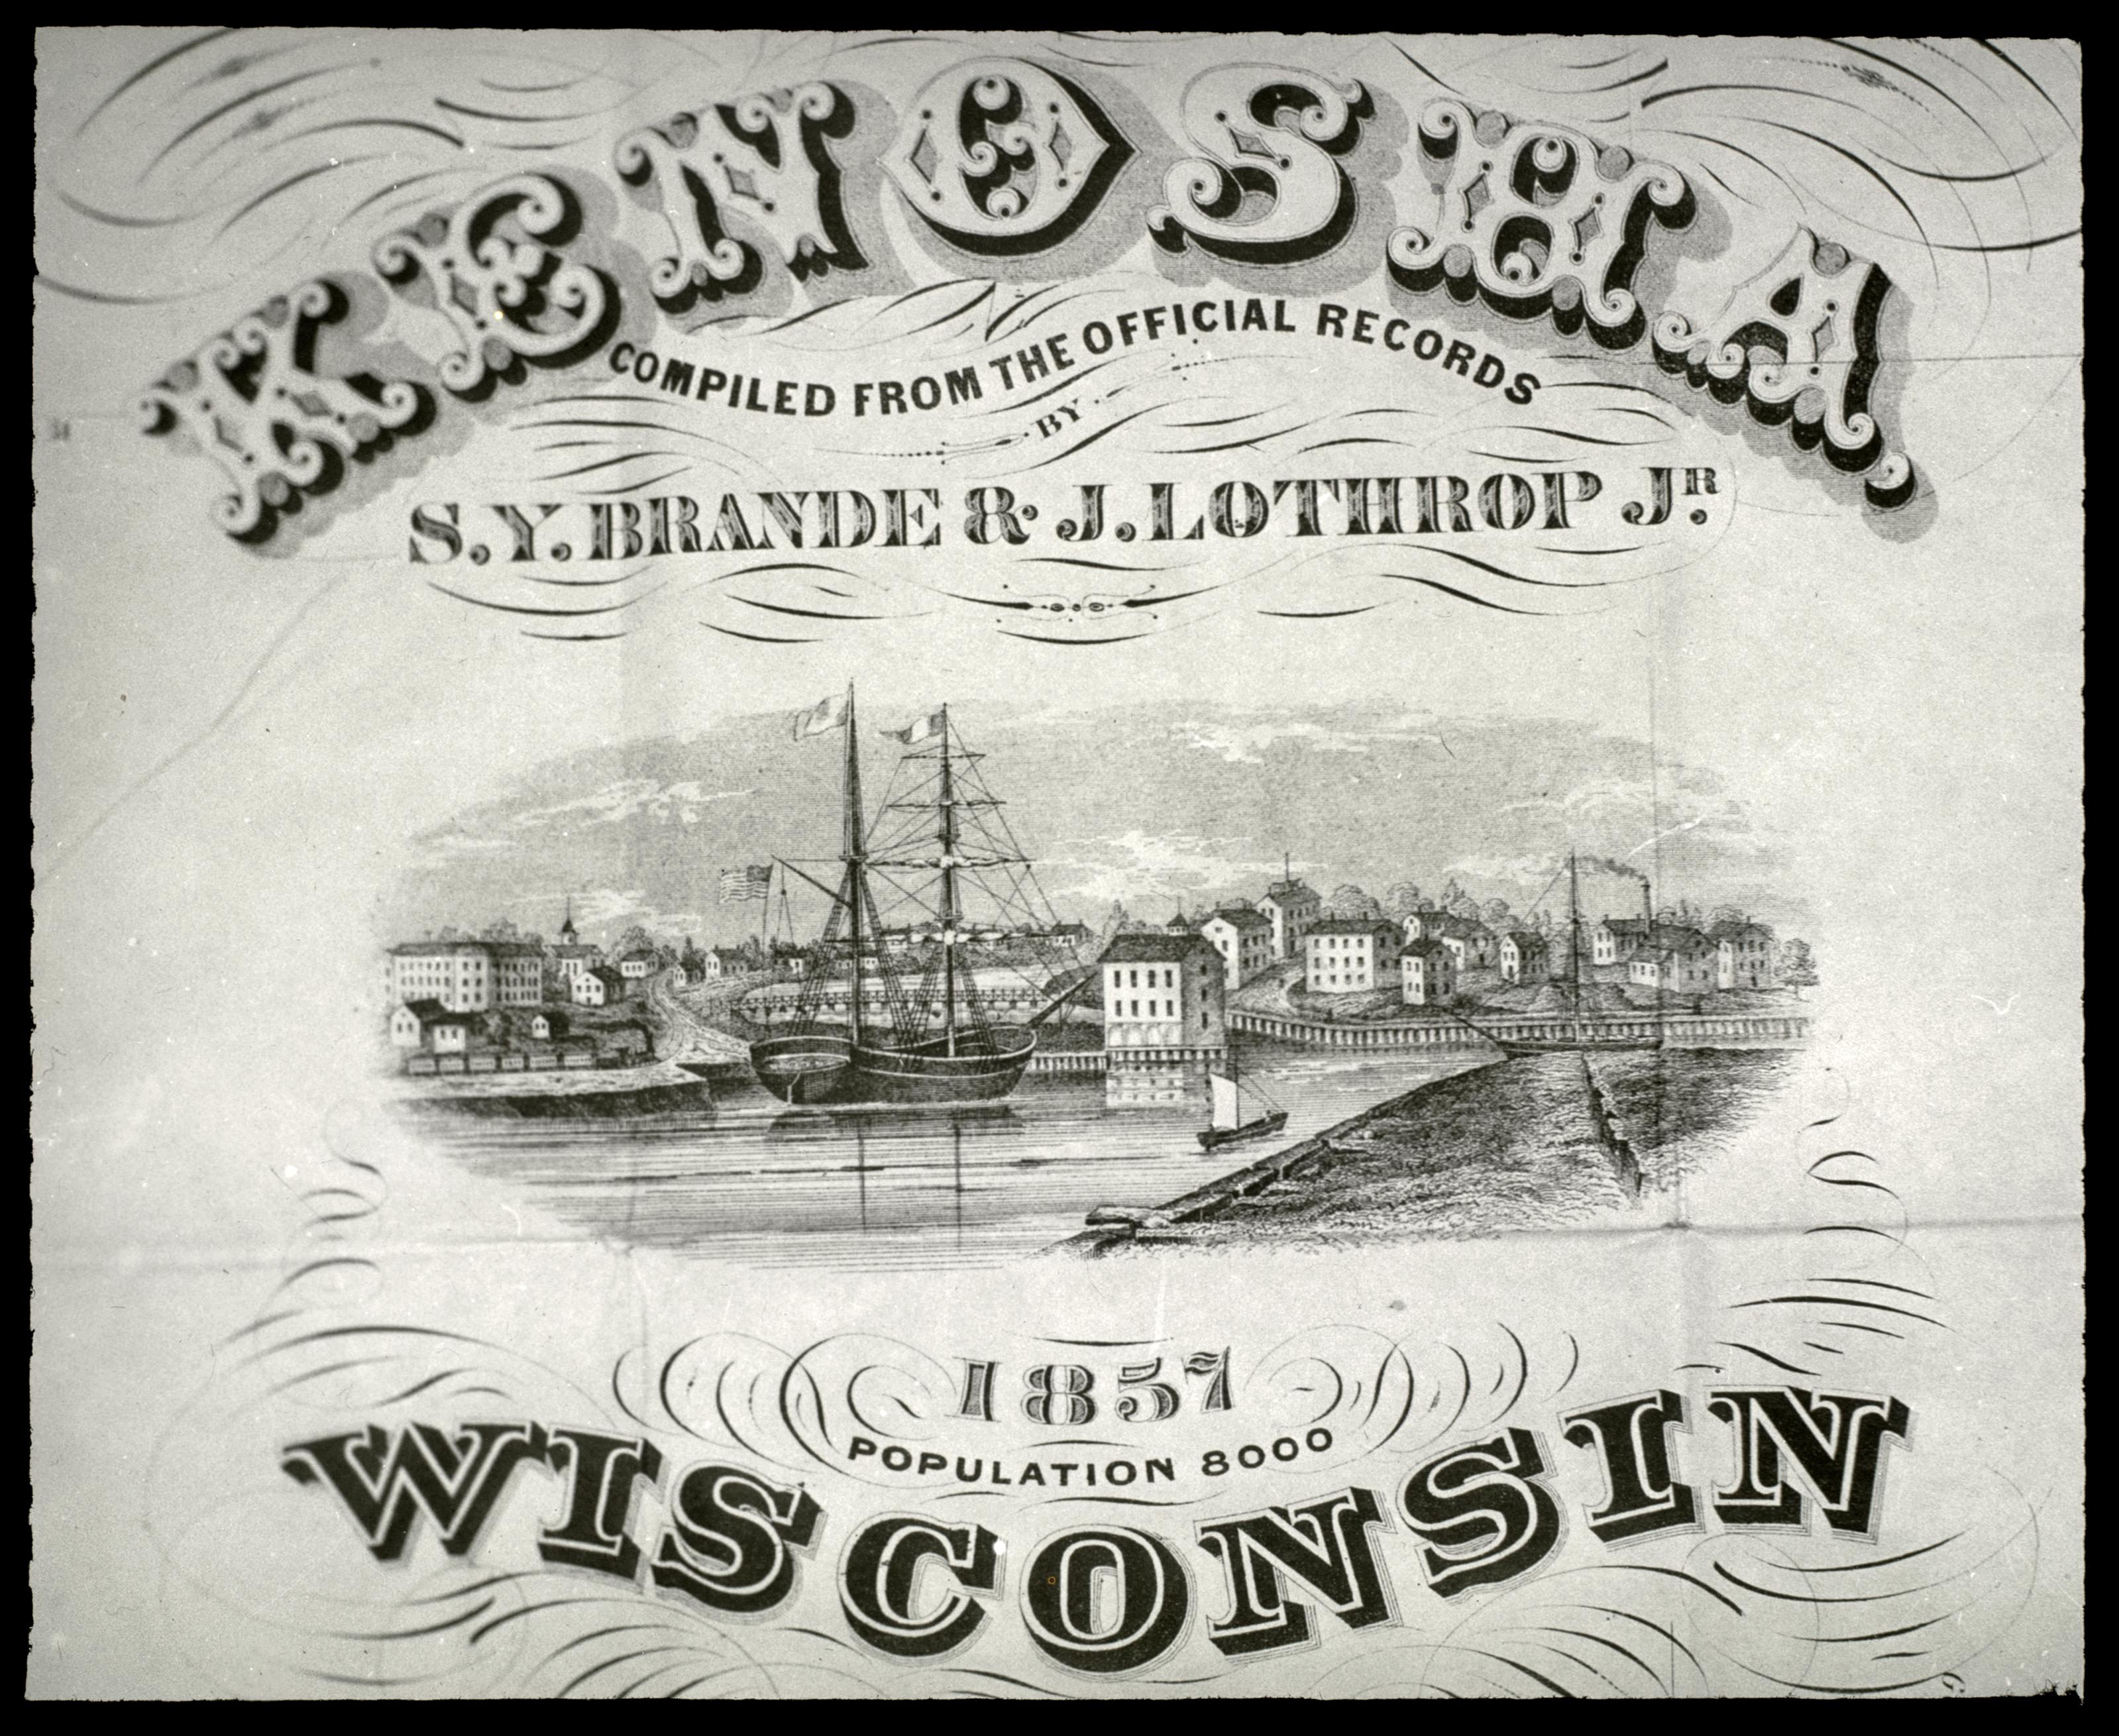 KENOSHA,
COMPILED FROM THE OFFICIAL RECORDS
BY
S.Y. BRANDE & J. LOTHROP JR.
1857
POPULATION 8000
WISCONSIN